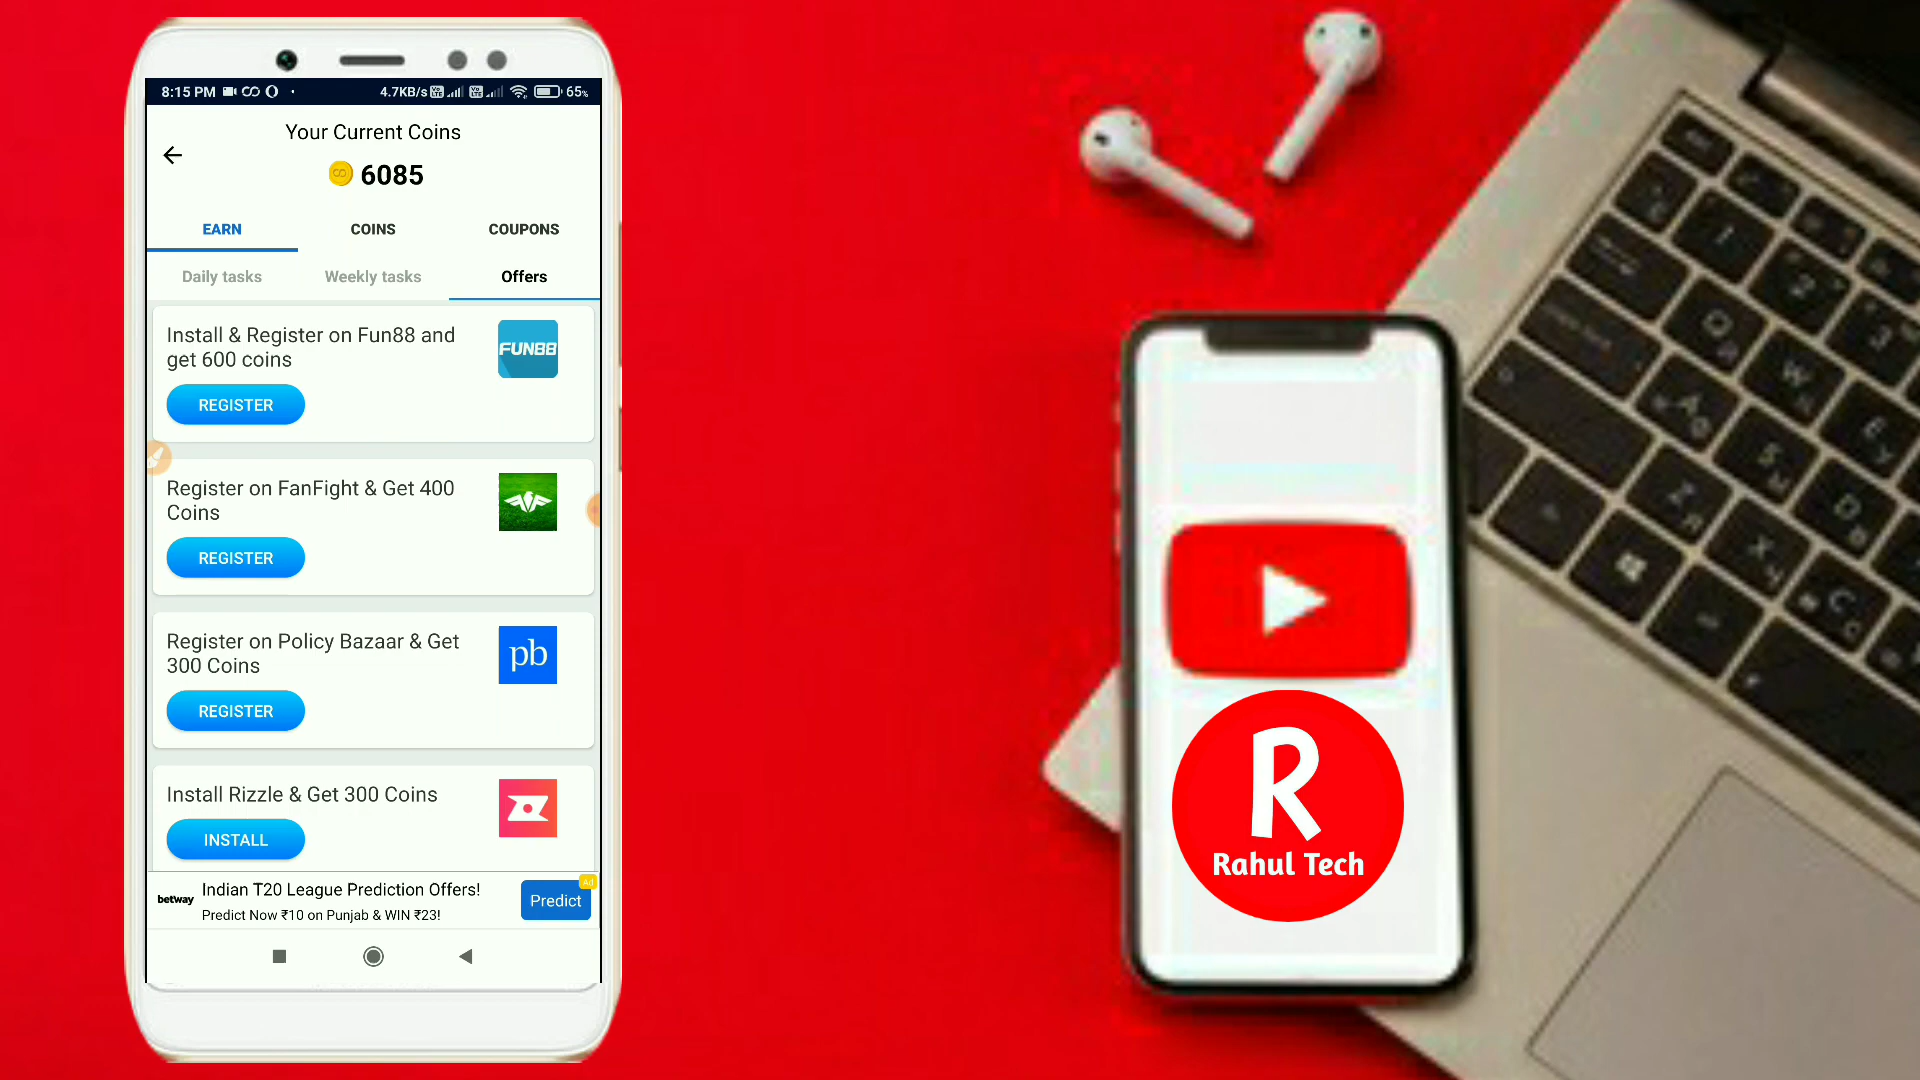 8:15 PM
4.7KB/s
65%
Your Current Coins
6085
EARN
COINS
COUPONS
Daily tasks
Weekly tasks
Offers
Install & Register on Fun88 and
get 600 coins
FUN88
REGISTER
Register on FanFight & Get 400
Coins
REGISTER
Register on Policy Bazaar & Get
300 Coins
pb
REGISTER
Install Rizzle & Get 300 Coins
INSTALL
betway
Indian T20 League Prediction Offers!
Predict Now ₹10 on Punjab & WIN ₹23!
Ad
Predict
R
Rahul Tech